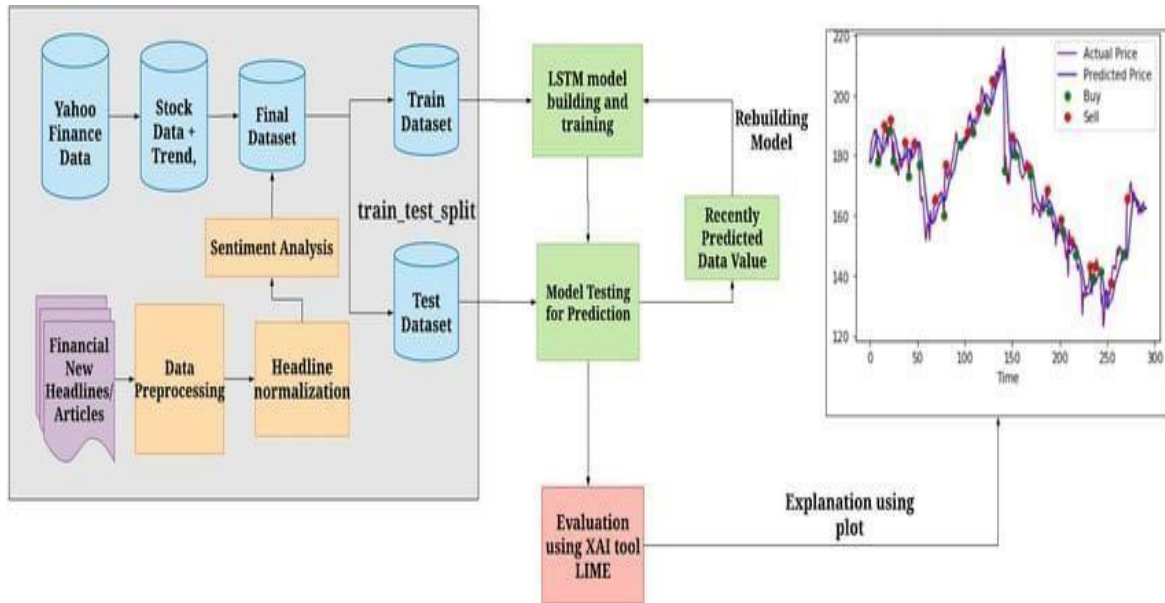 Yahoo
Finance
Data
Stock
Data +
Trend,
Final
Dataset
Train
Dataset
train_test_split
Test
Dataset
Sentiment Analysis
Financial
New
Headlines/
Articles
Data
Preprocessing
Headline
normalization
LSTM model
building and
training
Rebuilding
Model
Recently
Predicted
Data Value
Model Testing
for Prediction
Evaluation
using XAI tool
LIME
Explanation using
plot
220
200
180
160
140
120
0
50
100
150
200
250
300
Time
Actual Price
Predicted Price
Buy
Sell